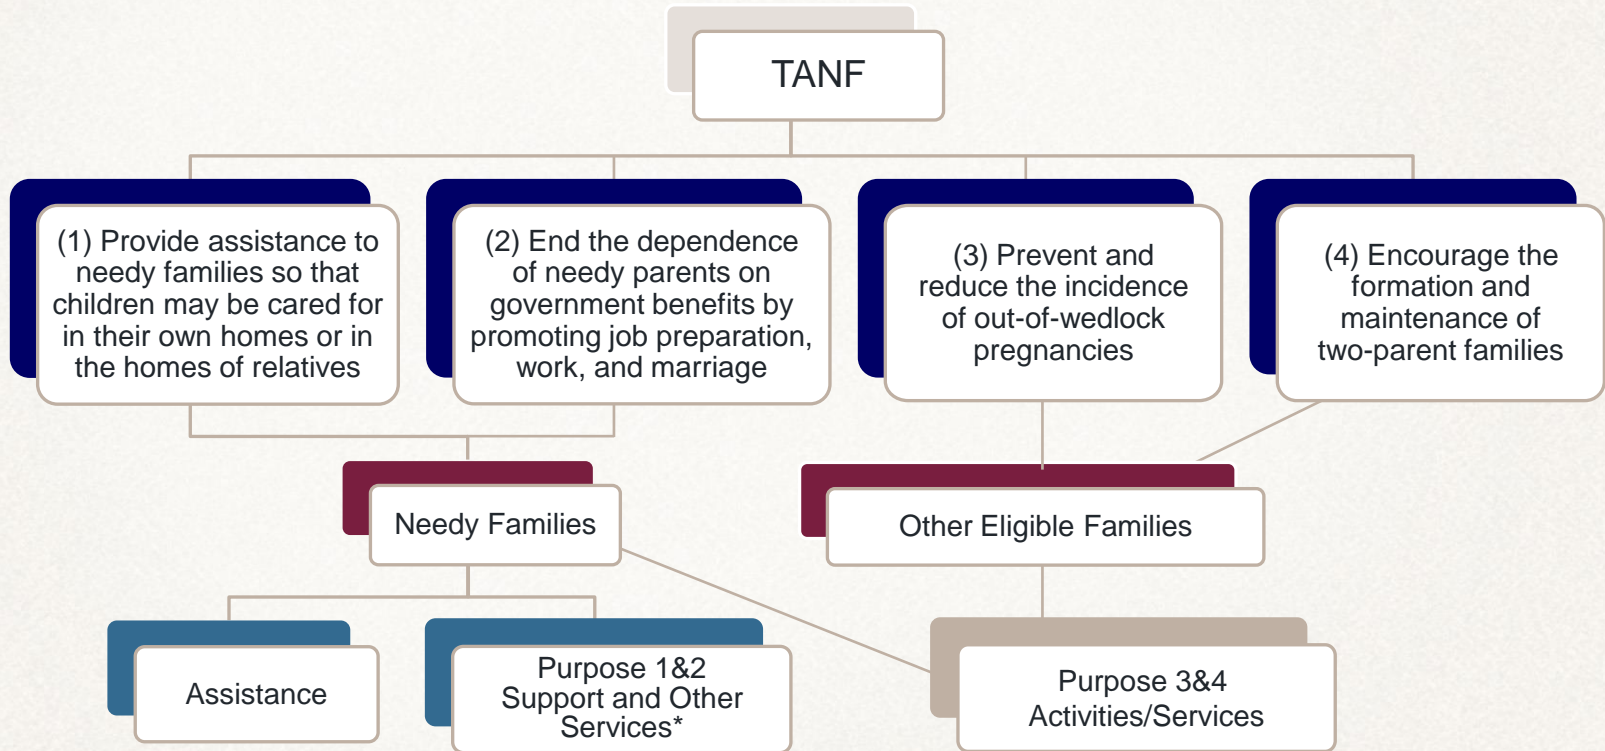 TANF
(1) Provide assistance to
needy families so that
children may be cared for
in their own homes or in
the homes of relatives
(2) End the dependence
of needy parents on
government benefits by
promoting job preparation,
work, and marriage
(3) Prevent and
reduce the incidence
of out-of-wedlock
pregnancies
(4) Encourage the
formation and
maintenance of
two-parent families
Needy Families
Other Eligible Families
Assistance
Purpose 1&2
Support and Other
Services*
Purpose 3&4
Activities/Services